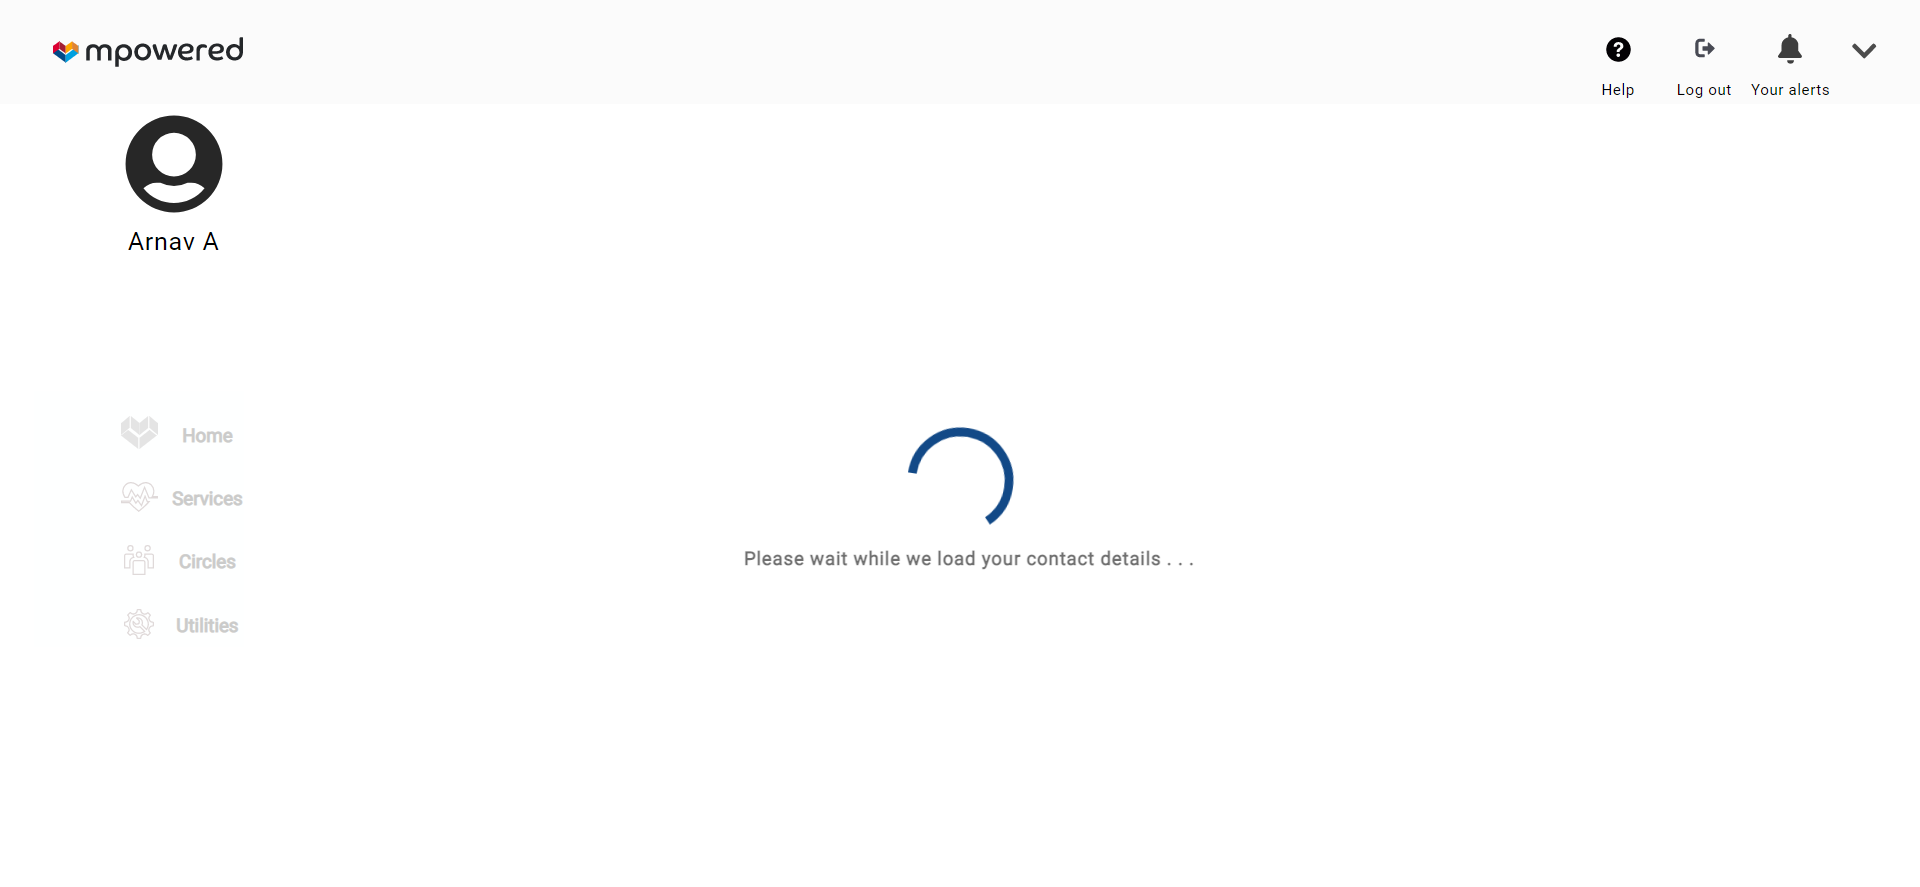 mpowered
Help
Log out
Your alerts
Arnav A
Home
Services
Circles
Utilities
Please wait while we load your contact details . . .